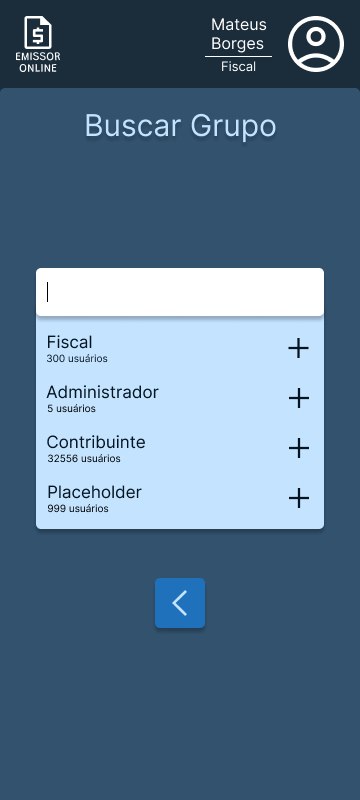 EMISSOR
ONLINE
Mateus
Borges
Fiscal
Buscar Grupo
Fiscal
300 usuários
Administrador
5 usuários
Contribuinte
32556 usuários
Placeholder
999 usuários